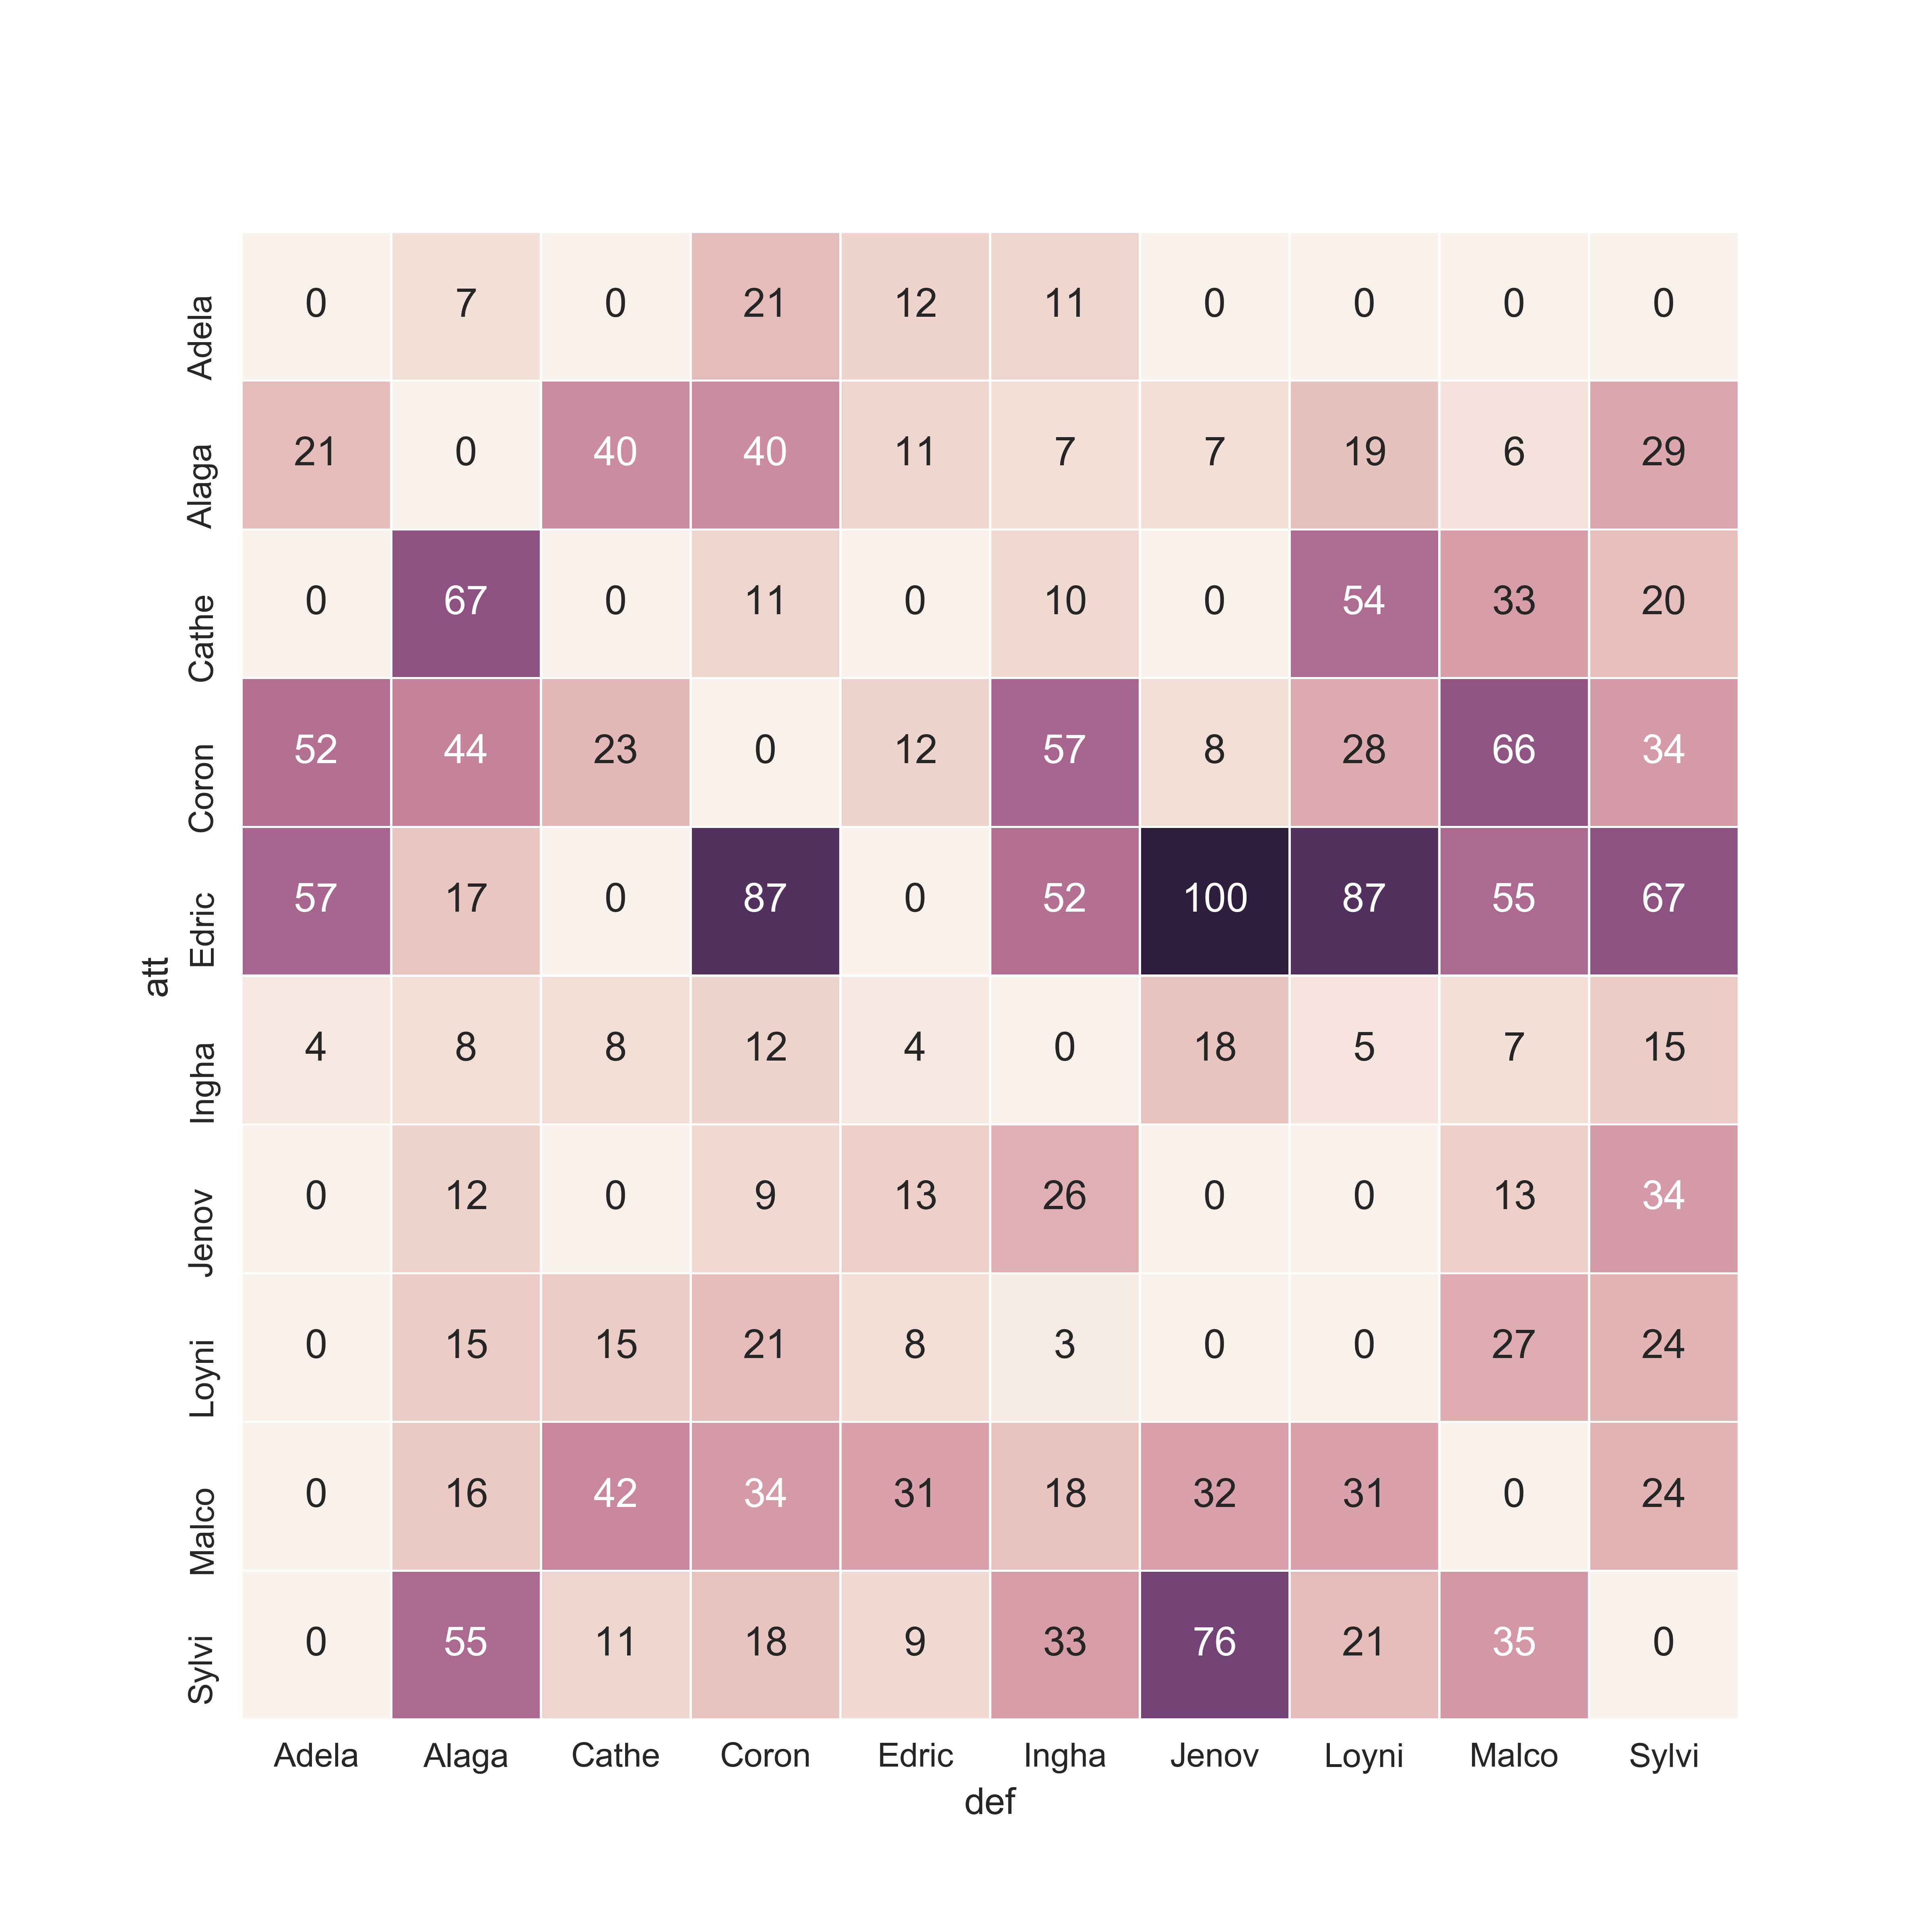 Adela 0 7 0 21 12 11 0 0 0 0
Alaga 21 0 40 40 11 7 7 19 6 29
Cathe 0 67 0 11 0 10 0 54 33 20
Coron 52 44 23 0 12 57 8 28 66 34
Edric 57 17 0 87 0 52 100 87 55 67
att
Ingha 4 8 8 12 4 0 18 5 7 15
Jenov 0 12 0 9 13 26 0 0 13 34
Loyni 0 15 15 21 8 3 0 0 27 24
Malco 0 16 42 34 31 18 32 31 0 24
Sylvi 0 55 11 18 9 33 76 21 35 0
Adela Alaga Cathe Coron Edric Ingha Jenov Loyni Malco Sylvi
def